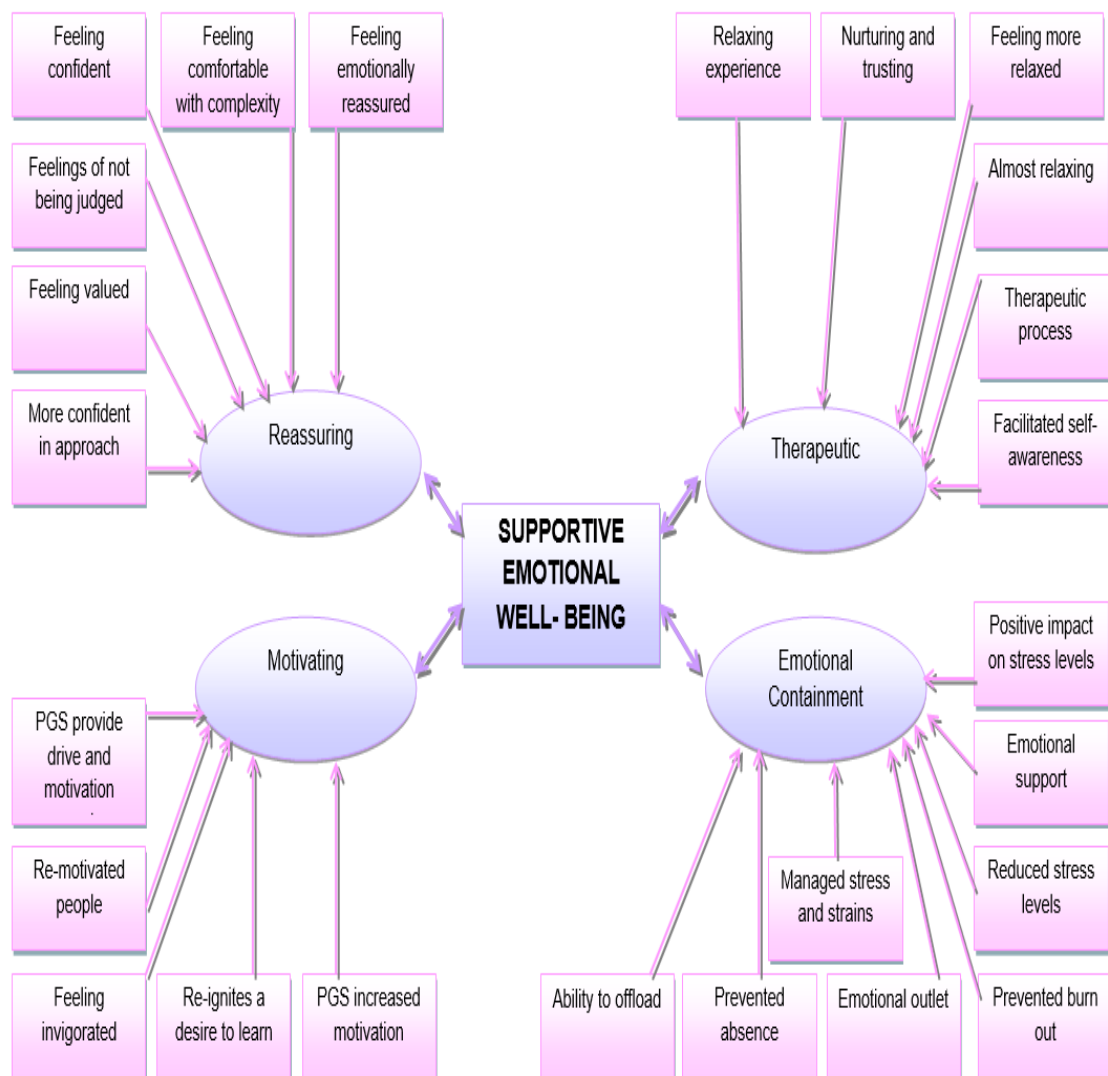 Feeling
confident
Feeling
comfortable
with complexity
Feeling
emotionally
reassured
Relaxing
experience
Nurturing and
trusting
Feeling more
relaxed
Feelings of not
being judged
Almost relaxing
Feeling valued
Therapeutic
process
More confident
in approach
Reassuring
Therapeutic
Facilitated self-
awareness
SUPPORTIVE
EMOTIONAL
WELL- BEING
Motivating
Emotional
Containment
Positive impact
on stress levels
PGS provide
drive and
motivation
.
Emotional
support
Re-motivated
people
Managed stress
and strains
Reduced stress
levels
Feeling
invigorated
Re-ignites a
desire to learn
PGS increased
motivation
Ability to offload
Prevented
absence
Emotional outlet
Prevented burn
out